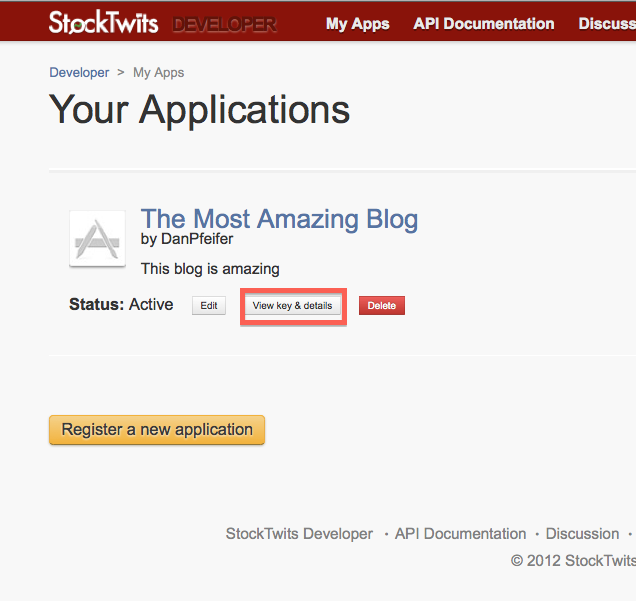 StockTwits DEVELOPER My Apps API Documentation Discuss
Developer > My Apps
Your Applications
The Most Amazing Blog
by DanPfeifer
This blog is amazing
Status: Active Edit View key & details Delete
Register a new application
StockTwits Developer · API Documentation · Discussion ·
© 2012 StockTwits